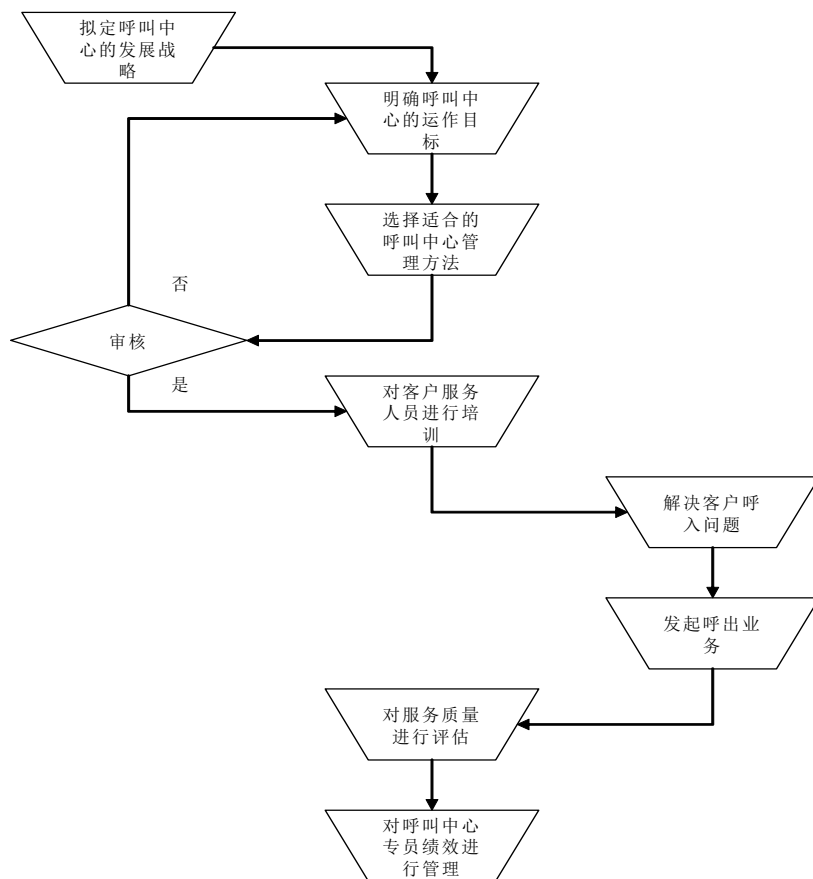 拟定呼叫中
心的发展战
略
明确呼叫中
心的运作目
标
选择适合的
呼叫中心管
理方法
否
审核
是
对客户服务
人员进行培
训
解决客户呼
入问题
发起呼出业
务
对服务质量
进行评估
对呼叫中心
专员绩效进
行管理